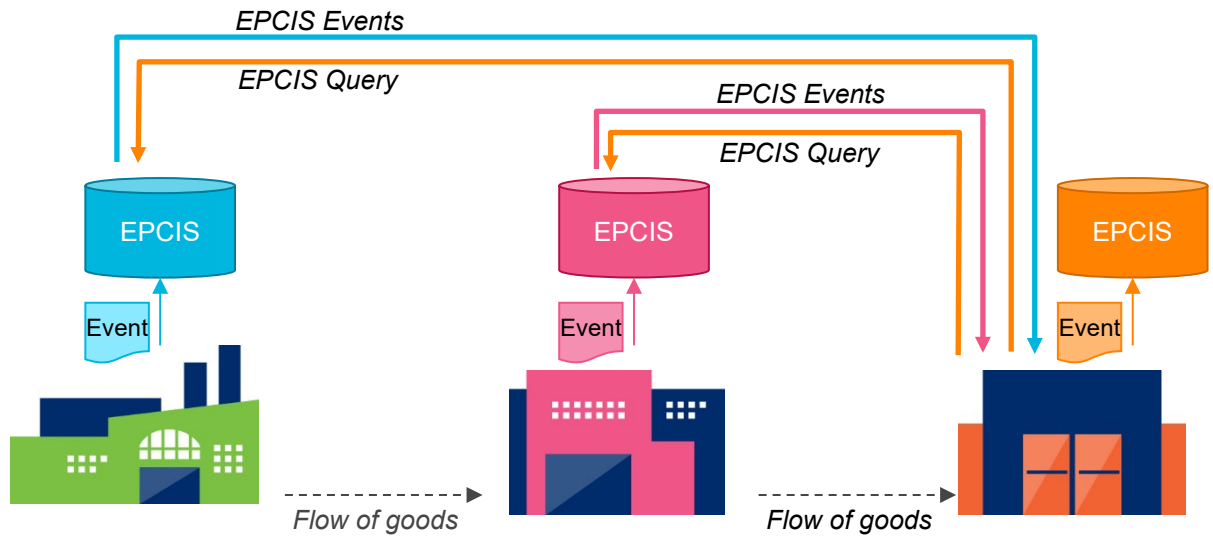 EPCIS Events
EPCIS Query
EPCIS Events
EPCIS Query
EPCIS
EPCIS
EPCIS
Event
Event
Event
Flow of goods
Flow of goods